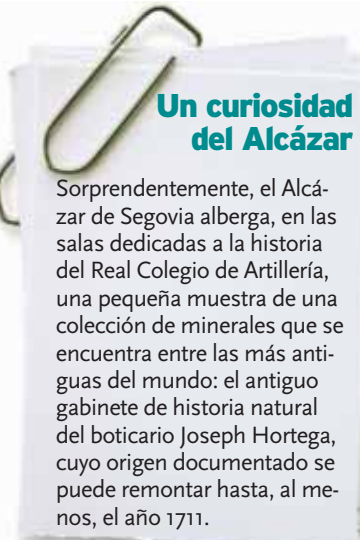 Un curiosidad
del Alcázar
Sorprendentemente, el Alcá-
zar de Segovia alberga, en las
salas dedicadas a la historia
del Real Colegio de Artillería,
una pequeña muestra de una
colección de minerales que se
encuentra entre las más anti-
guas del mundo: el antiguo
gabinete de historia natural
del boticario Joseph Hortega,
cuyo origen documentado se
puede remontar hasta, al me-
nos, el año 1711.